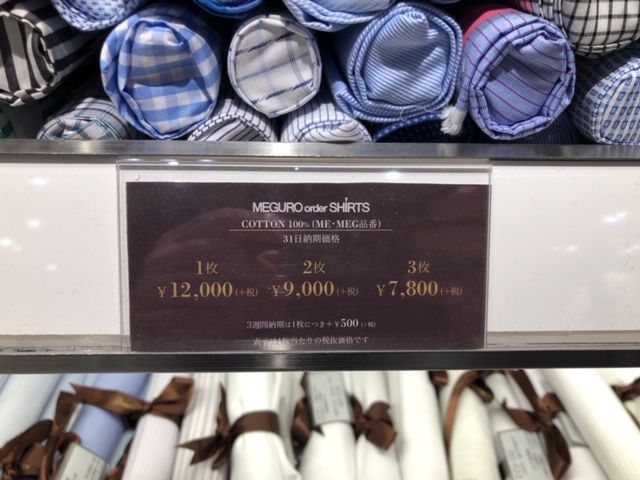 MEGURO order SHIRTS
COTTON 100% (ME・MEG品番)
31日納期価格
1枚 2枚 3枚
¥12,000(+税) ¥9,000(+税) ¥7,800(+税)
3週間納期は1枚につき+¥500(+税)
表示は1枚当たりの税抜価格です